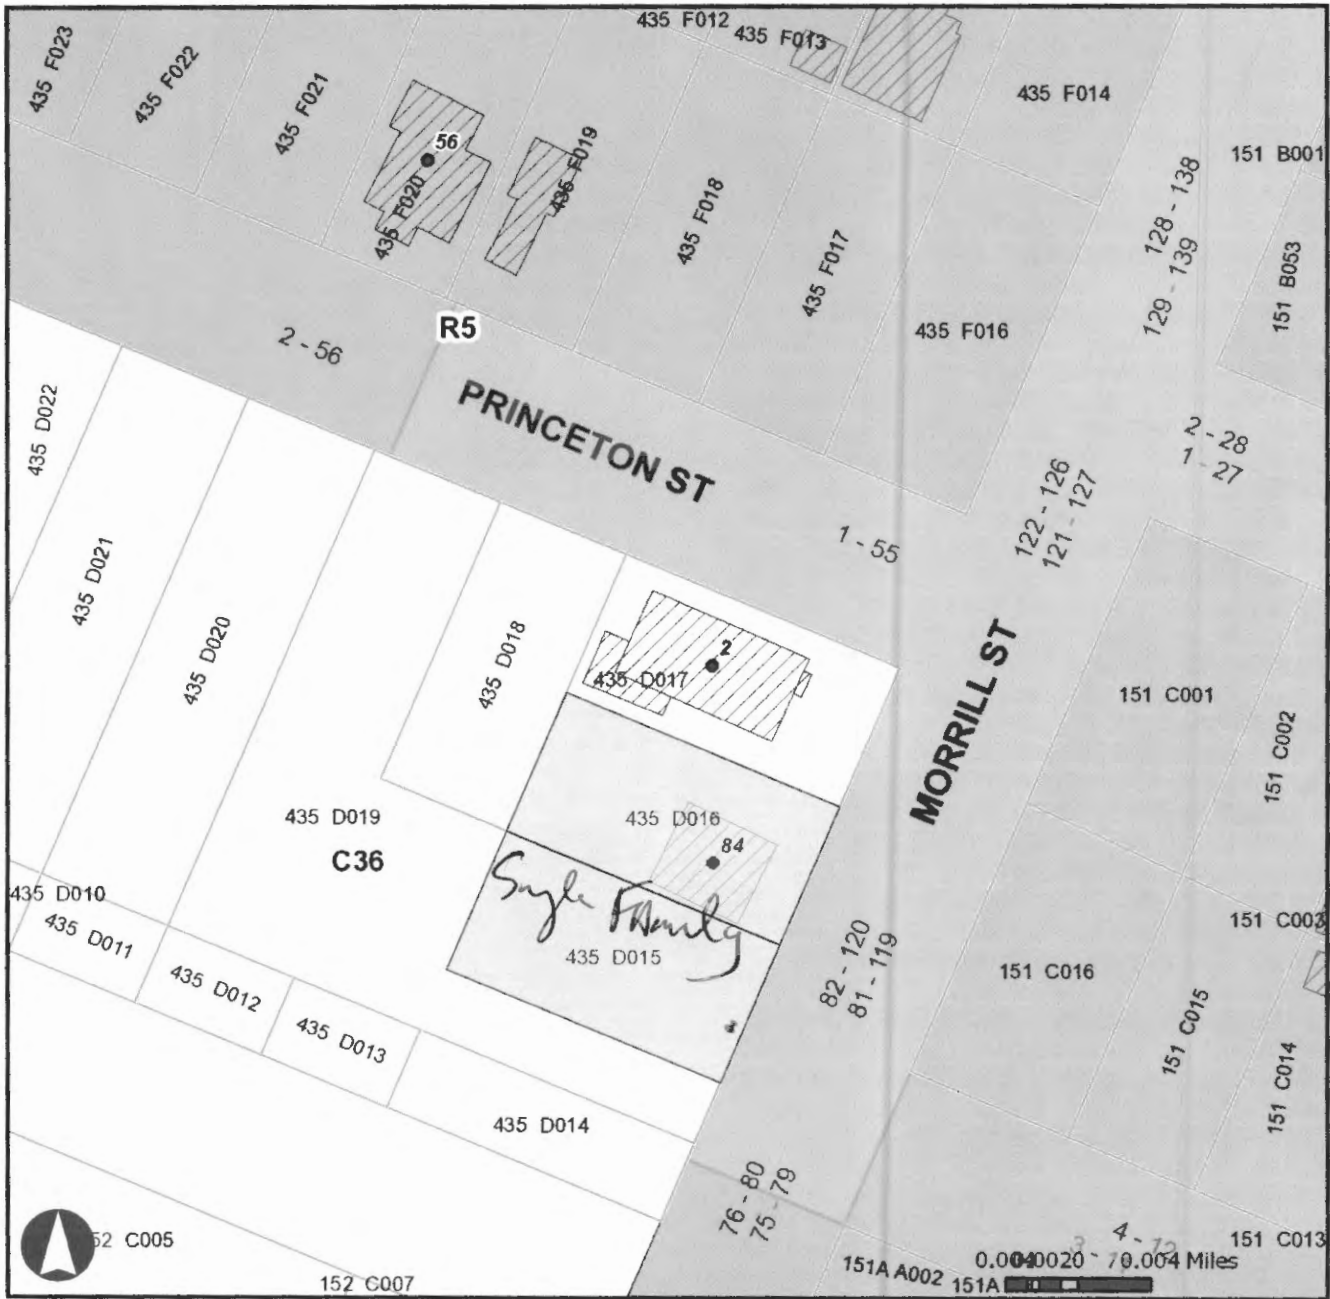 435 F012
435 F013
435 F023
435 F022
435 F021
435 F014
56
435 F019
435 F020
435 F018
435 F017
435 F016
128 - 138
129 - 139
151 B001
151 B053
R5
2 - 56
PRINCETON ST
1 - 55
2 - 28
1 - 27
122 - 126
121 - 127
435 D022
435 D021
435 D020
435 D018
2
435 D017
MORRILL ST
151 C001
151 C002
435 D019
C36
435 D016
84
Single Family
435 D015
435 D010
435 D011
435 D012
435 D013
435 D014
82 - 120
81 - 119
151 C003
151 C016
151 C015
151 C014
76 - 80
75 - 79
52 C005
152 C007
151A A002
151A
4 - 12
151 C013
0.004 Miles